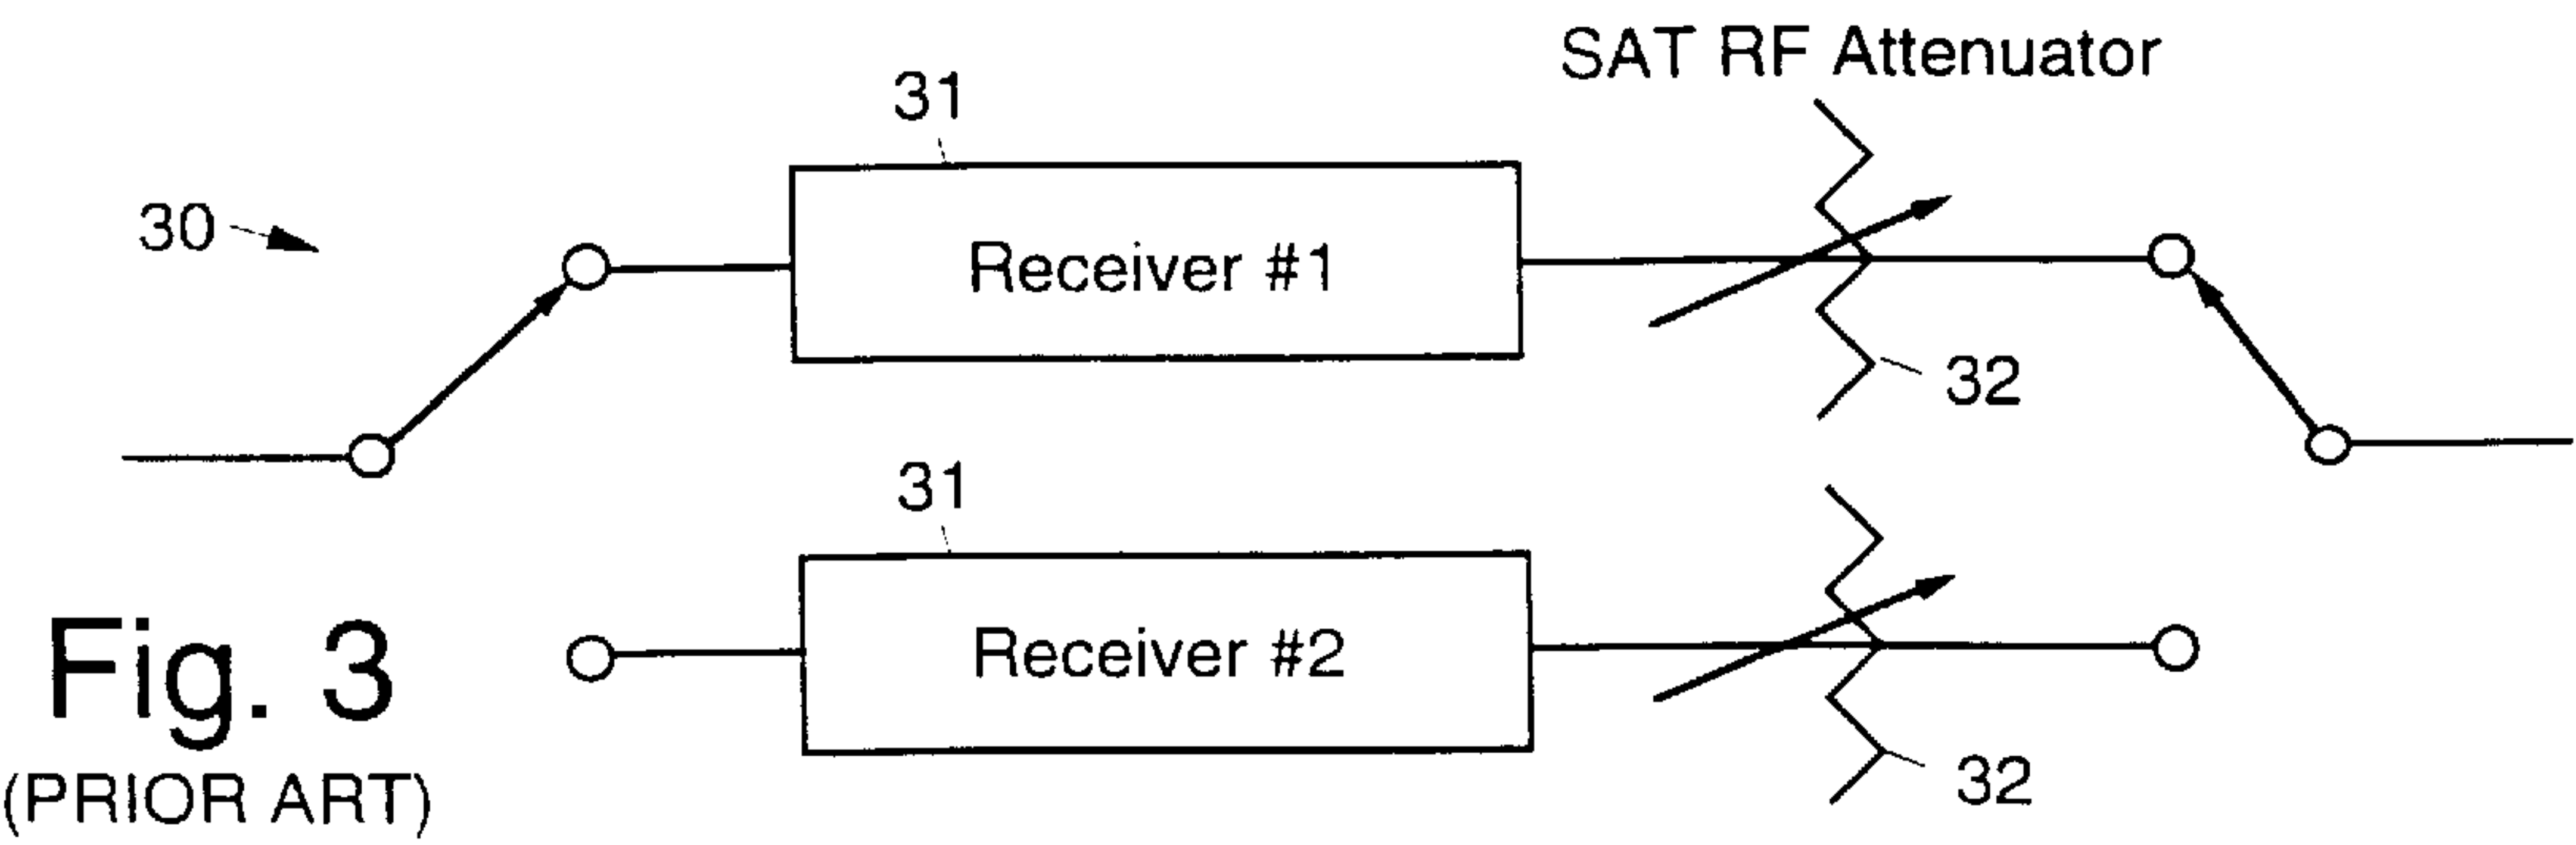 SAT RF Attenuator
31
30
Receiver #1
32
31
Receiver #2
32
Fig. 3
(PRIOR ART)